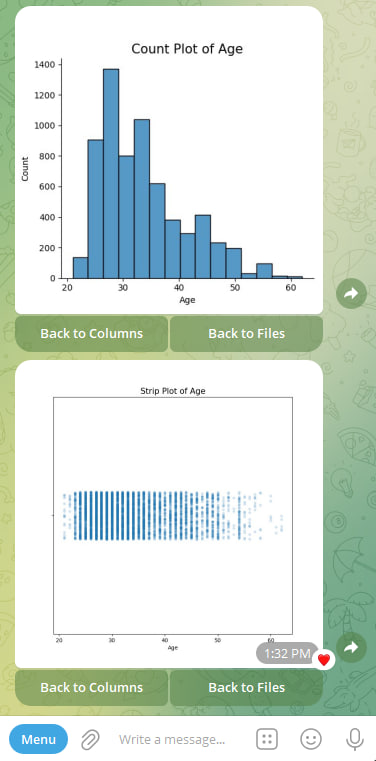 Count Plot of Age
1400
1200
1000
800
600
400
200
0
Count
20 30 40 50 60
Age
Back to Columns Back to Files
Strip Plot of Age
20 30 40 50 60
Age
1:32 PM
Back to Columns Back to Files
Menu Write a message...